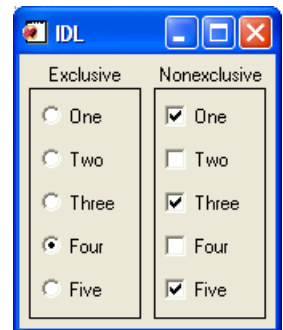 IDL
Exclusive Nonexclusive
One One
Two Two
Three Three
Four Four
Five Five